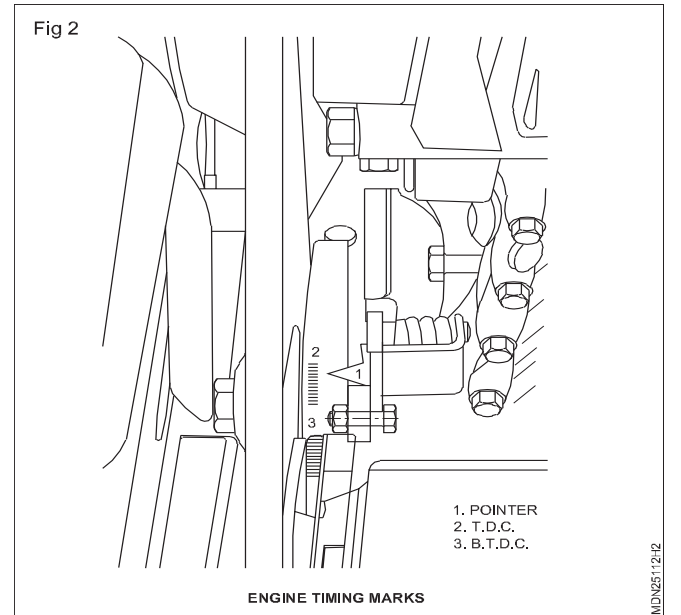 Fig 2
2
1
3
1. POINTER
2. T.D.C.
3. B.T.D.C.
ENGINE TIMING MARKS
MDN25112H2